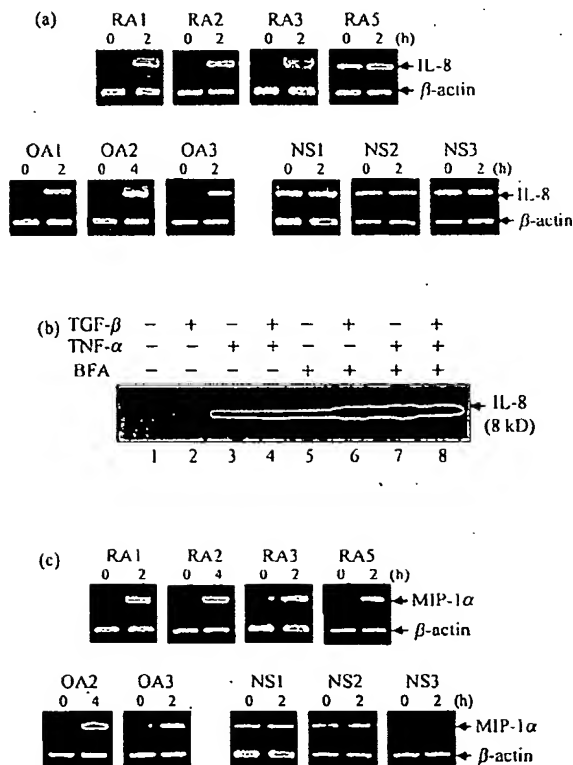 (a) RA1 RA2 RA3 RA5
0 2 0 2 0 2 0 2 (h)
IL-8
β-actin
OA1 OA2 OA3 NS1 NS2 NS3
0 2 0 4 0 2 0 2 0 2 0 2 (h)
IL-8
β-actin
(b) TGF-β − + − + − + − +
TNF-α − − + + − − + +
BFA − − − − + + + +
IL-8
(8 kD)
1 2 3 4 5 6 7 8
(c) RA1 RA2 RA3 RA5
0 2 0 4 0 2 0 2 (h)
MIP-1α
β-actin
OA2 OA3 NS1 NS2 NS3
0 4 0 2 0 2 0 2 0 2 (h)
MIP-1α
β-actin